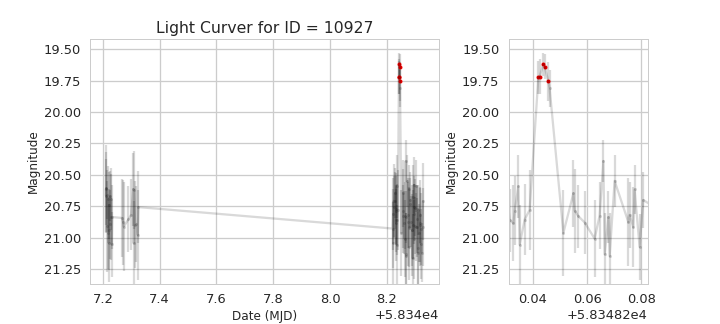 Light Curver for ID = 10927
Magnitude
19.50
19.75
20.00
20.25
20.50
20.75
21.00
21.25
7.2 7.4 7.6 7.8 8.0 8.2
Date (MJD)
+5.834e4
Magnitude
19.50
19.75
20.00
20.25
20.50
20.75
21.00
21.25
0.04 0.06 0.08
+5.83482e4